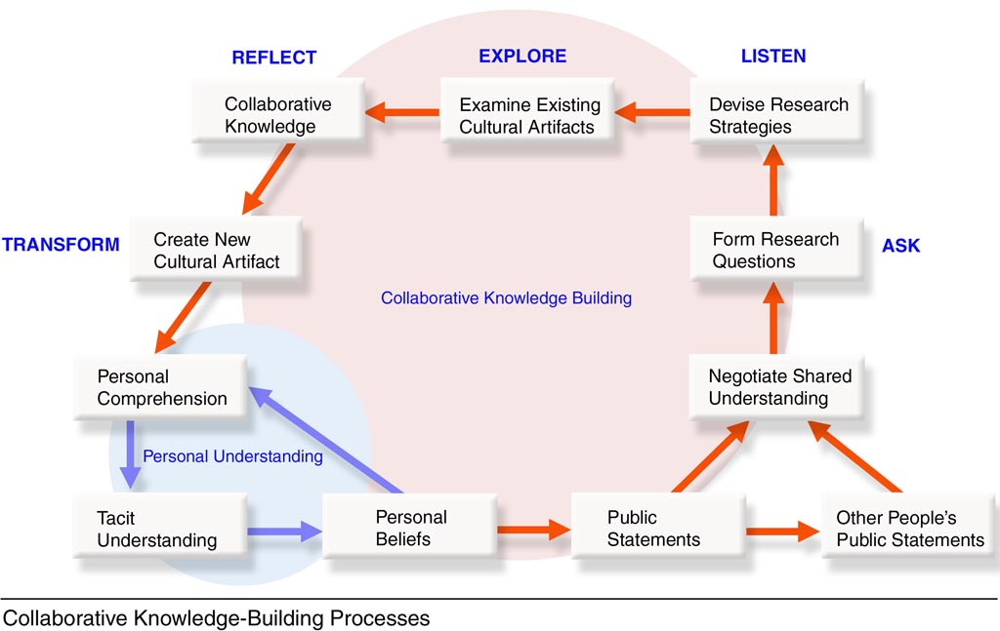 REFLECT
EXPLORE
LISTEN
Collaborative
Knowledge
Examine Existing
Cultural Artifacts
Devise Research
Strategies
TRANSFORM
Create New
Cultural Artifact
Form Research
Questions
ASK
Collaborative Knowledge Building
Personal
Comprehension
Negotiate Shared
Understanding
Personal Understanding
Tacit
Understanding
Personal
Beliefs
Public
Statements
Other People's
Public Statements
Collaborative Knowledge-Building Processes